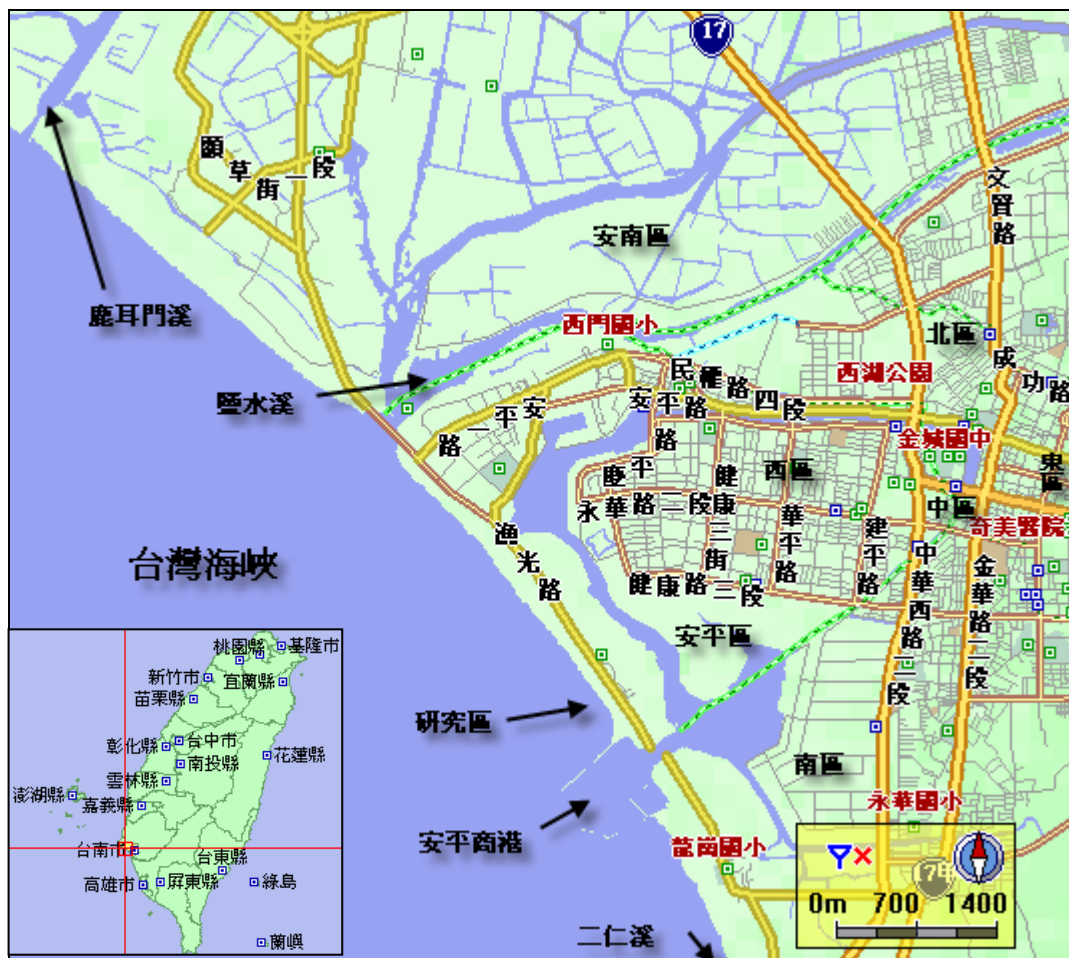 17
頤草街一段
文賢路
安南區
鹿耳門溪
西門國小
北區
成功路
西湖公園
鹽水溪
民權路四段
安平路
安平一路
金城國中
西區
東區
中區
慶平路
健康三街
永華路二段
華平路
建平路
奇美醫院
漁光路
健康路三段
中華西路二段
金華路二段
台灣海峽
安平區
研究區
南區
安平商港
龍崗國小
永華國小
17甲
0m 700 1400
二仁溪
桃園縣
基隆市
新竹市
宜蘭縣
苗栗縣
彰化縣
台中市
花蓮縣
南投縣
雲林縣
澎湖縣
嘉義縣
台南市
台東縣
高雄市
屏東縣
綠島
蘭嶼